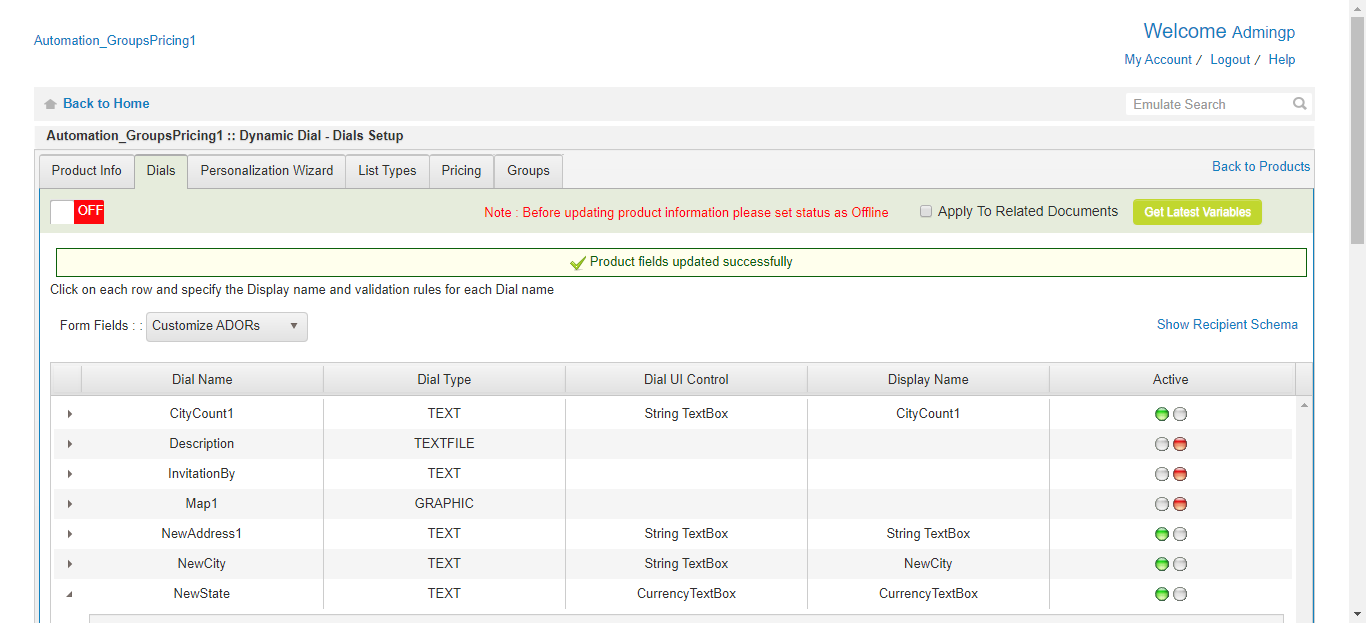 Welcome Admingp
Automation_GroupsPricing1
My Account / Logout / Help
Back to Home
Emulate Search
Automation_GroupsPricing1 :: Dynamic Dial - Dials Setup
Product Info Dials Personalization Wizard List Types Pricing Groups Back to Products
OFF Note : Before updating product information please set status as Offline Apply To Related Documents Get Latest Variables
Product fields updated successfully
Click on each row and specify the Display name and validation rules for each Dial name
Form Fields : : Customize ADORs Show Recipient Schema
Dial Name Dial Type Dial UI Control Display Name Active
CityCount1 TEXT String TextBox CityCount1
Description TEXTFILE
InvitationBy TEXT
Map1 GRAPHIC
NewAddress1 TEXT String TextBox String TextBox
NewCity TEXT String TextBox NewCity
NewState TEXT CurrencyTextBox CurrencyTextBox